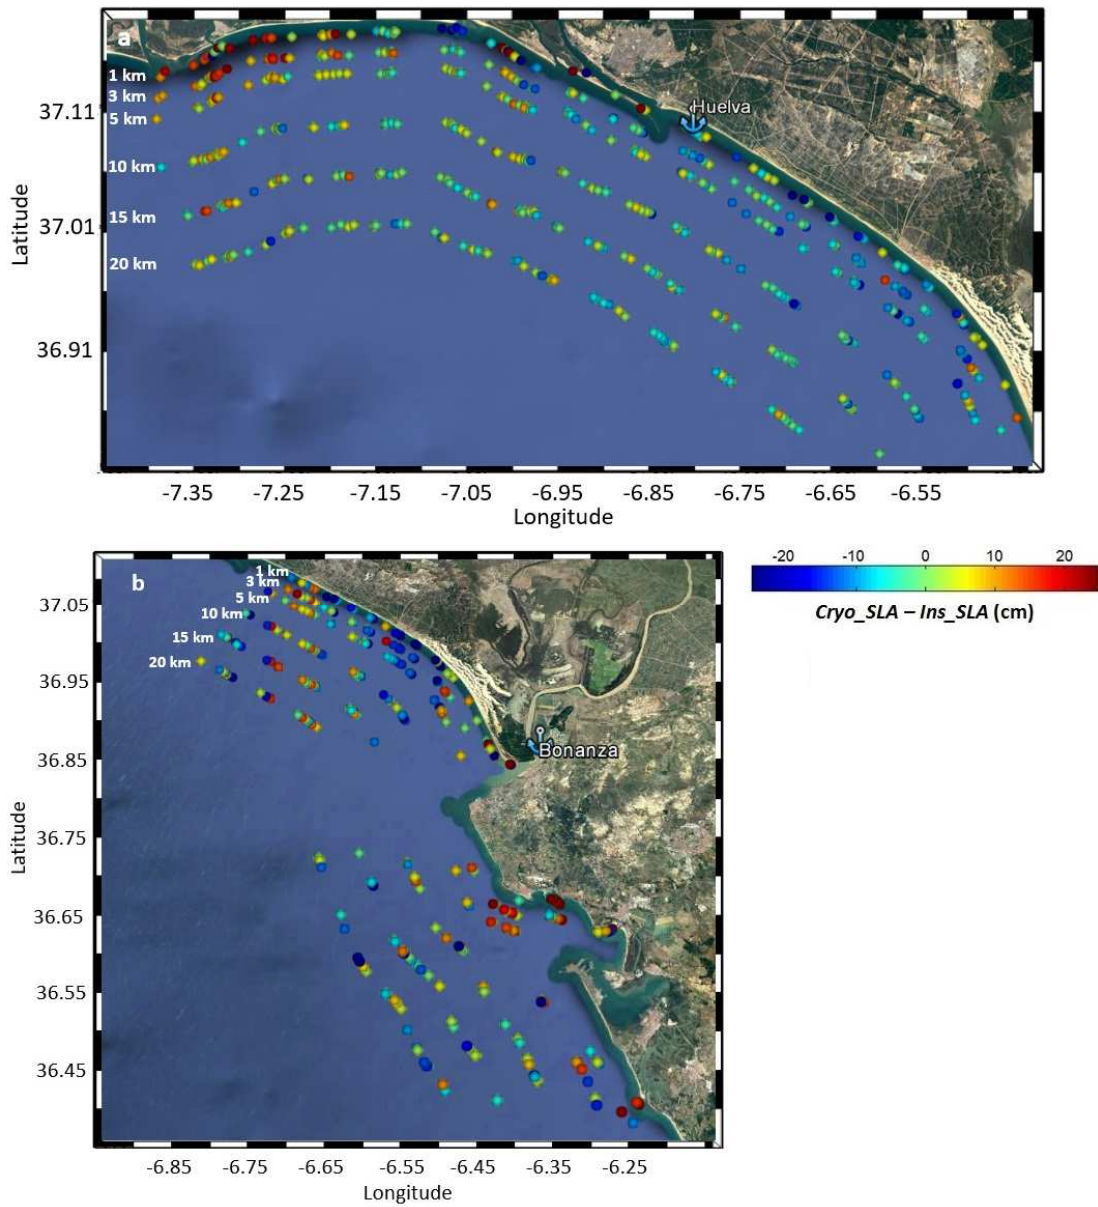 a
1 km
3 km
5 km
10 km
15 km
20 km
Huelva
37.11
37.01
36.91
Latitude
-7.35 -7.25 -7.15 -7.05 -6.95 -6.85 -6.75 -6.65 -6.55
Longitude
b
1 km
3 km
5 km
10 km
15 km
20 km
Bonanza
37.05
36.95
36.85
36.75
36.65
36.55
36.45
Latitude
-6.85 -6.75 -6.65 -6.55 -6.45 -6.35 -6.25
Longitude
-20 -10 0 10 20
Cryo_SLA – Ins_SLA (cm)